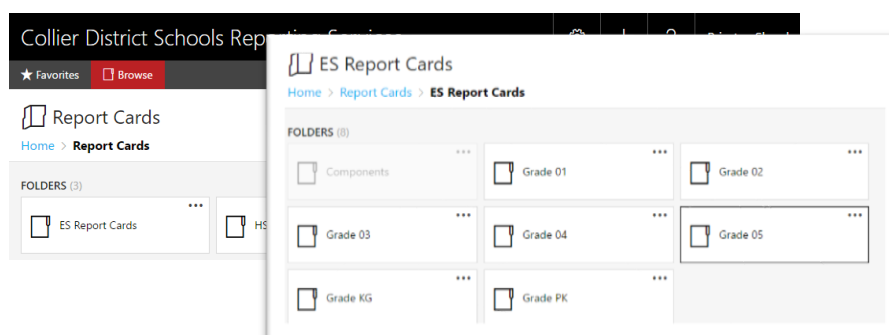 Collier District Schools Rep
Favorites
Browse
Report Cards
Home > Report Cards
FOLDERS (3)
ES Report Cards
HS
ES Report Cards
Home > Report Cards > ES Report Cards
FOLDERS (8)
Components
Grade 01
Grade 02
Grade 03
Grade 04
Grade 05
Grade KG
Grade PK